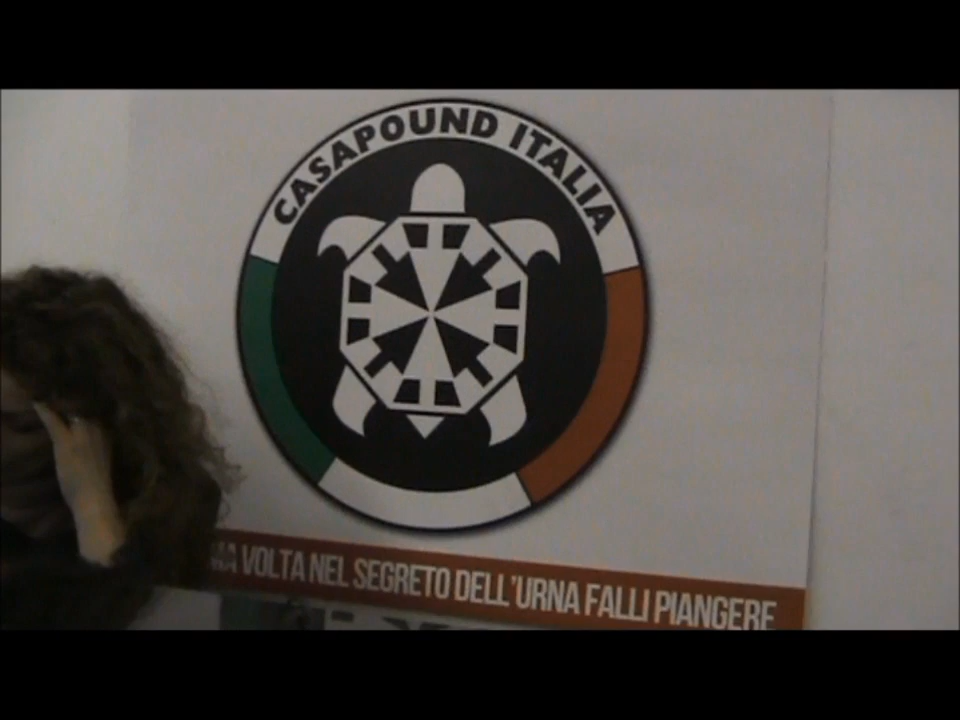 CASAPOUND ITALIA
VOLTA NEL SEGRETO DELL'URNA FALLI PIANGERE